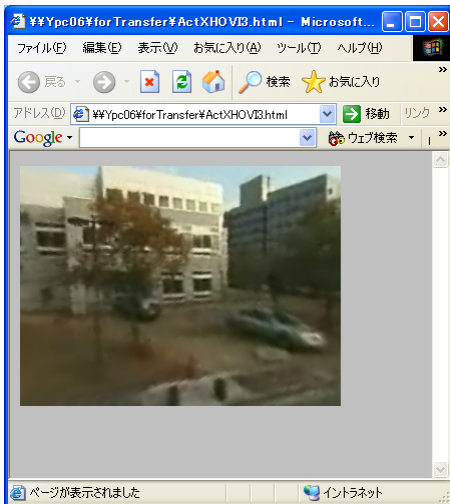 ¥¥Ypc06¥forTransfer¥ActXHOVI3.html - Microsoft...
ファイル(F) 編集(E) 表示(V) お気に入り(A) ツール(T) ヘルプ(H)
戻る 検索 お気に入り »
アドレス(D) ¥¥Ypc06¥forTransfer¥ActXHOVI3.html 移動 リンク »
Google ウェブ検索 »
ページが表示されました イントラネット